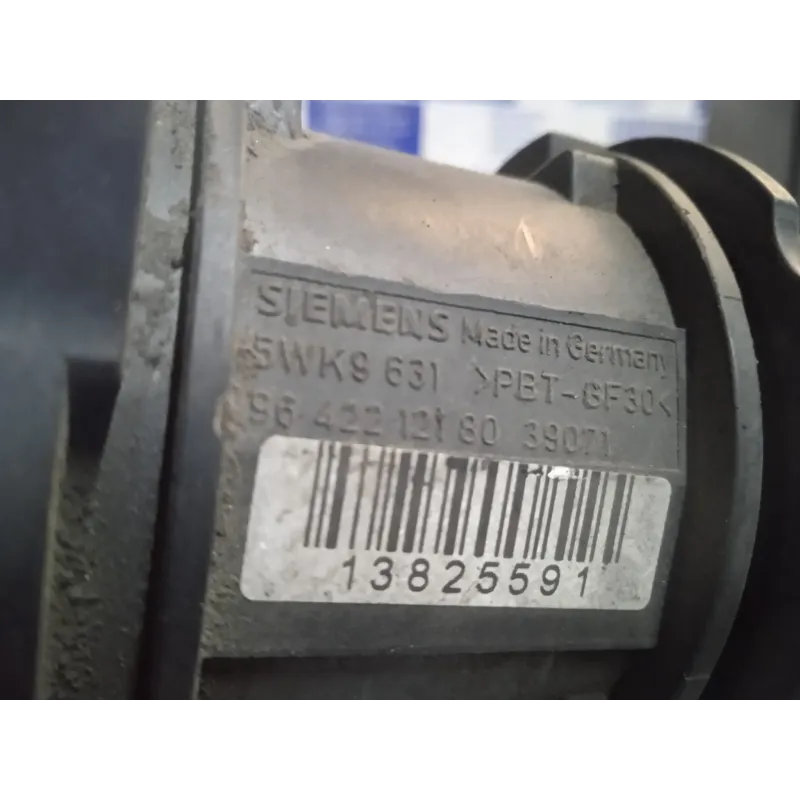 SIEMENS Made in Germany
5WK9 631 >PBT-GF30<
96 422 121 80 39071
13825591